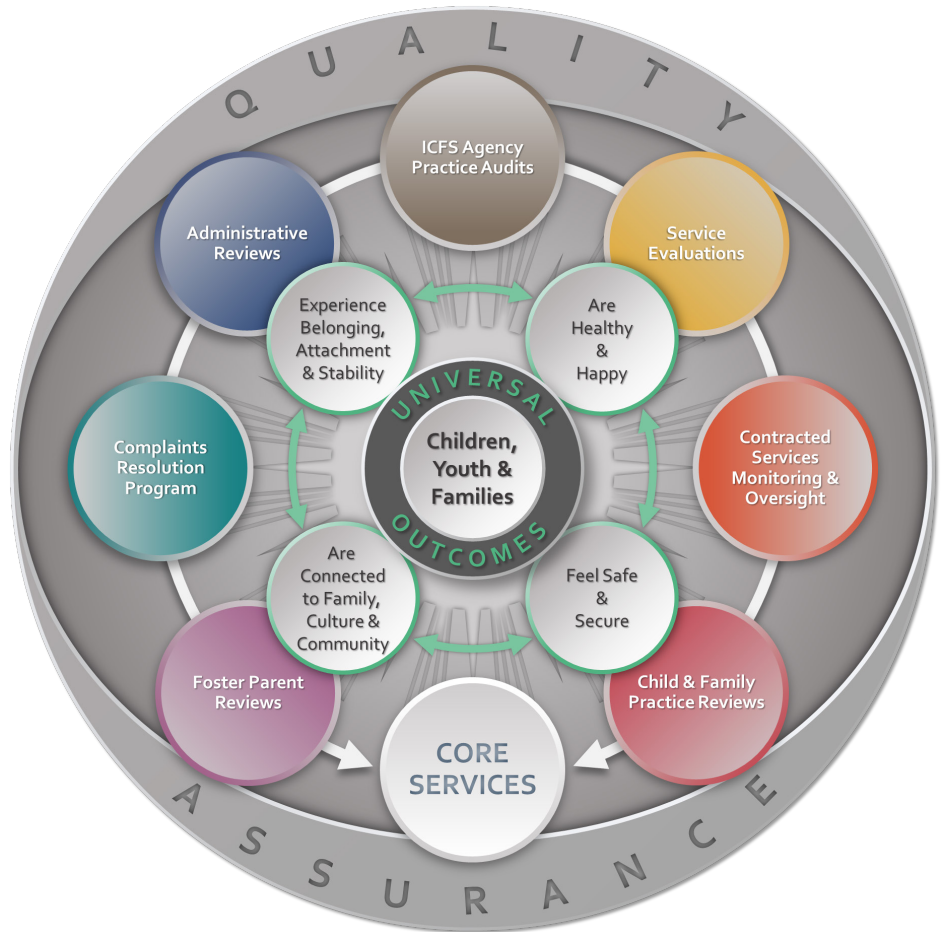 QUALITY
ICFS Agency
Practice Audits
Administrative
Reviews
Service
Evaluations
Experience
Belonging,
Attachment
& Stability
Are
Healthy
&
Happy
UNIVERSAL
Children,
Youth &
Families
OUTCOMES
Complaints
Resolution
Program
Contracted
Services
Monitoring &
Oversight
Are
Connected
to Family,
Culture &
Community
Feel Safe
&
Secure
Foster Parent
Reviews
Child & Family
Practice Reviews
CORE
SERVICES
ASSURANCE